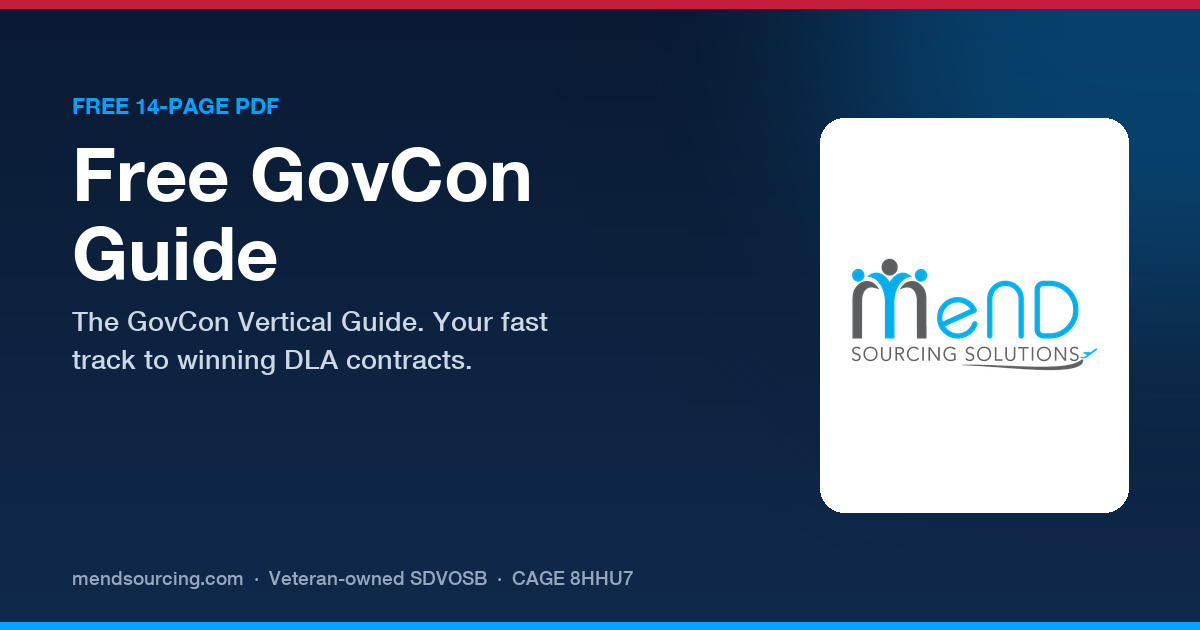 FREE 14-PAGE PDF
Free GovCon
Guide
The GovCon Vertical Guide. Your fast
track to winning DLA contracts.
meND
SOURCING SOLUTIONS
mendsourcing.com · Veteran-owned SDVOSB · CAGE 8HHU7